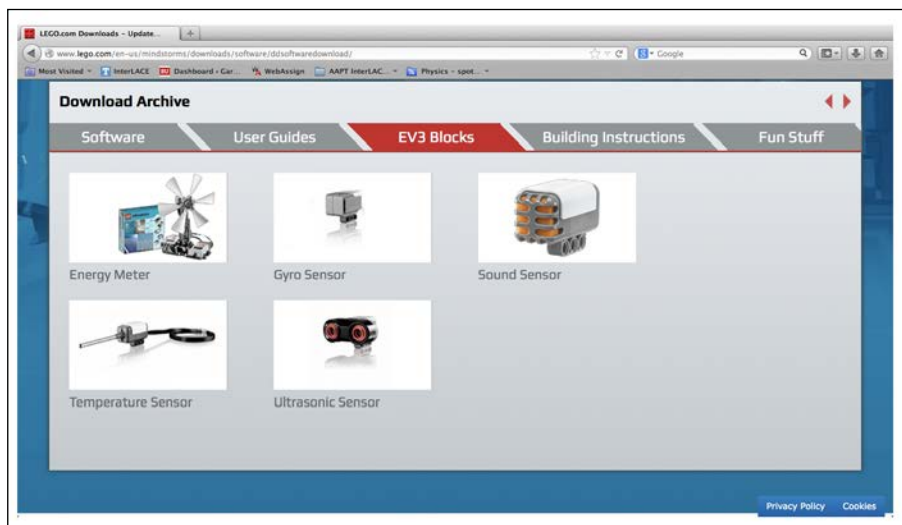 LEGO.com Downloads - Update...
www.lego.com/en-us/mindstorms/downloads/software/ddsoftwaredownload/
Google
Most Visited InterLACE Dashboard - Car... WebAssign AAPT InterLAC... Physics - spot...
Download Archive
Software User Guides EV3 Blocks Building Instructions Fun Stuff
Energy Meter Gyro Sensor Sound Sensor
Temperature Sensor Ultrasonic Sensor
Privacy Policy Cookies